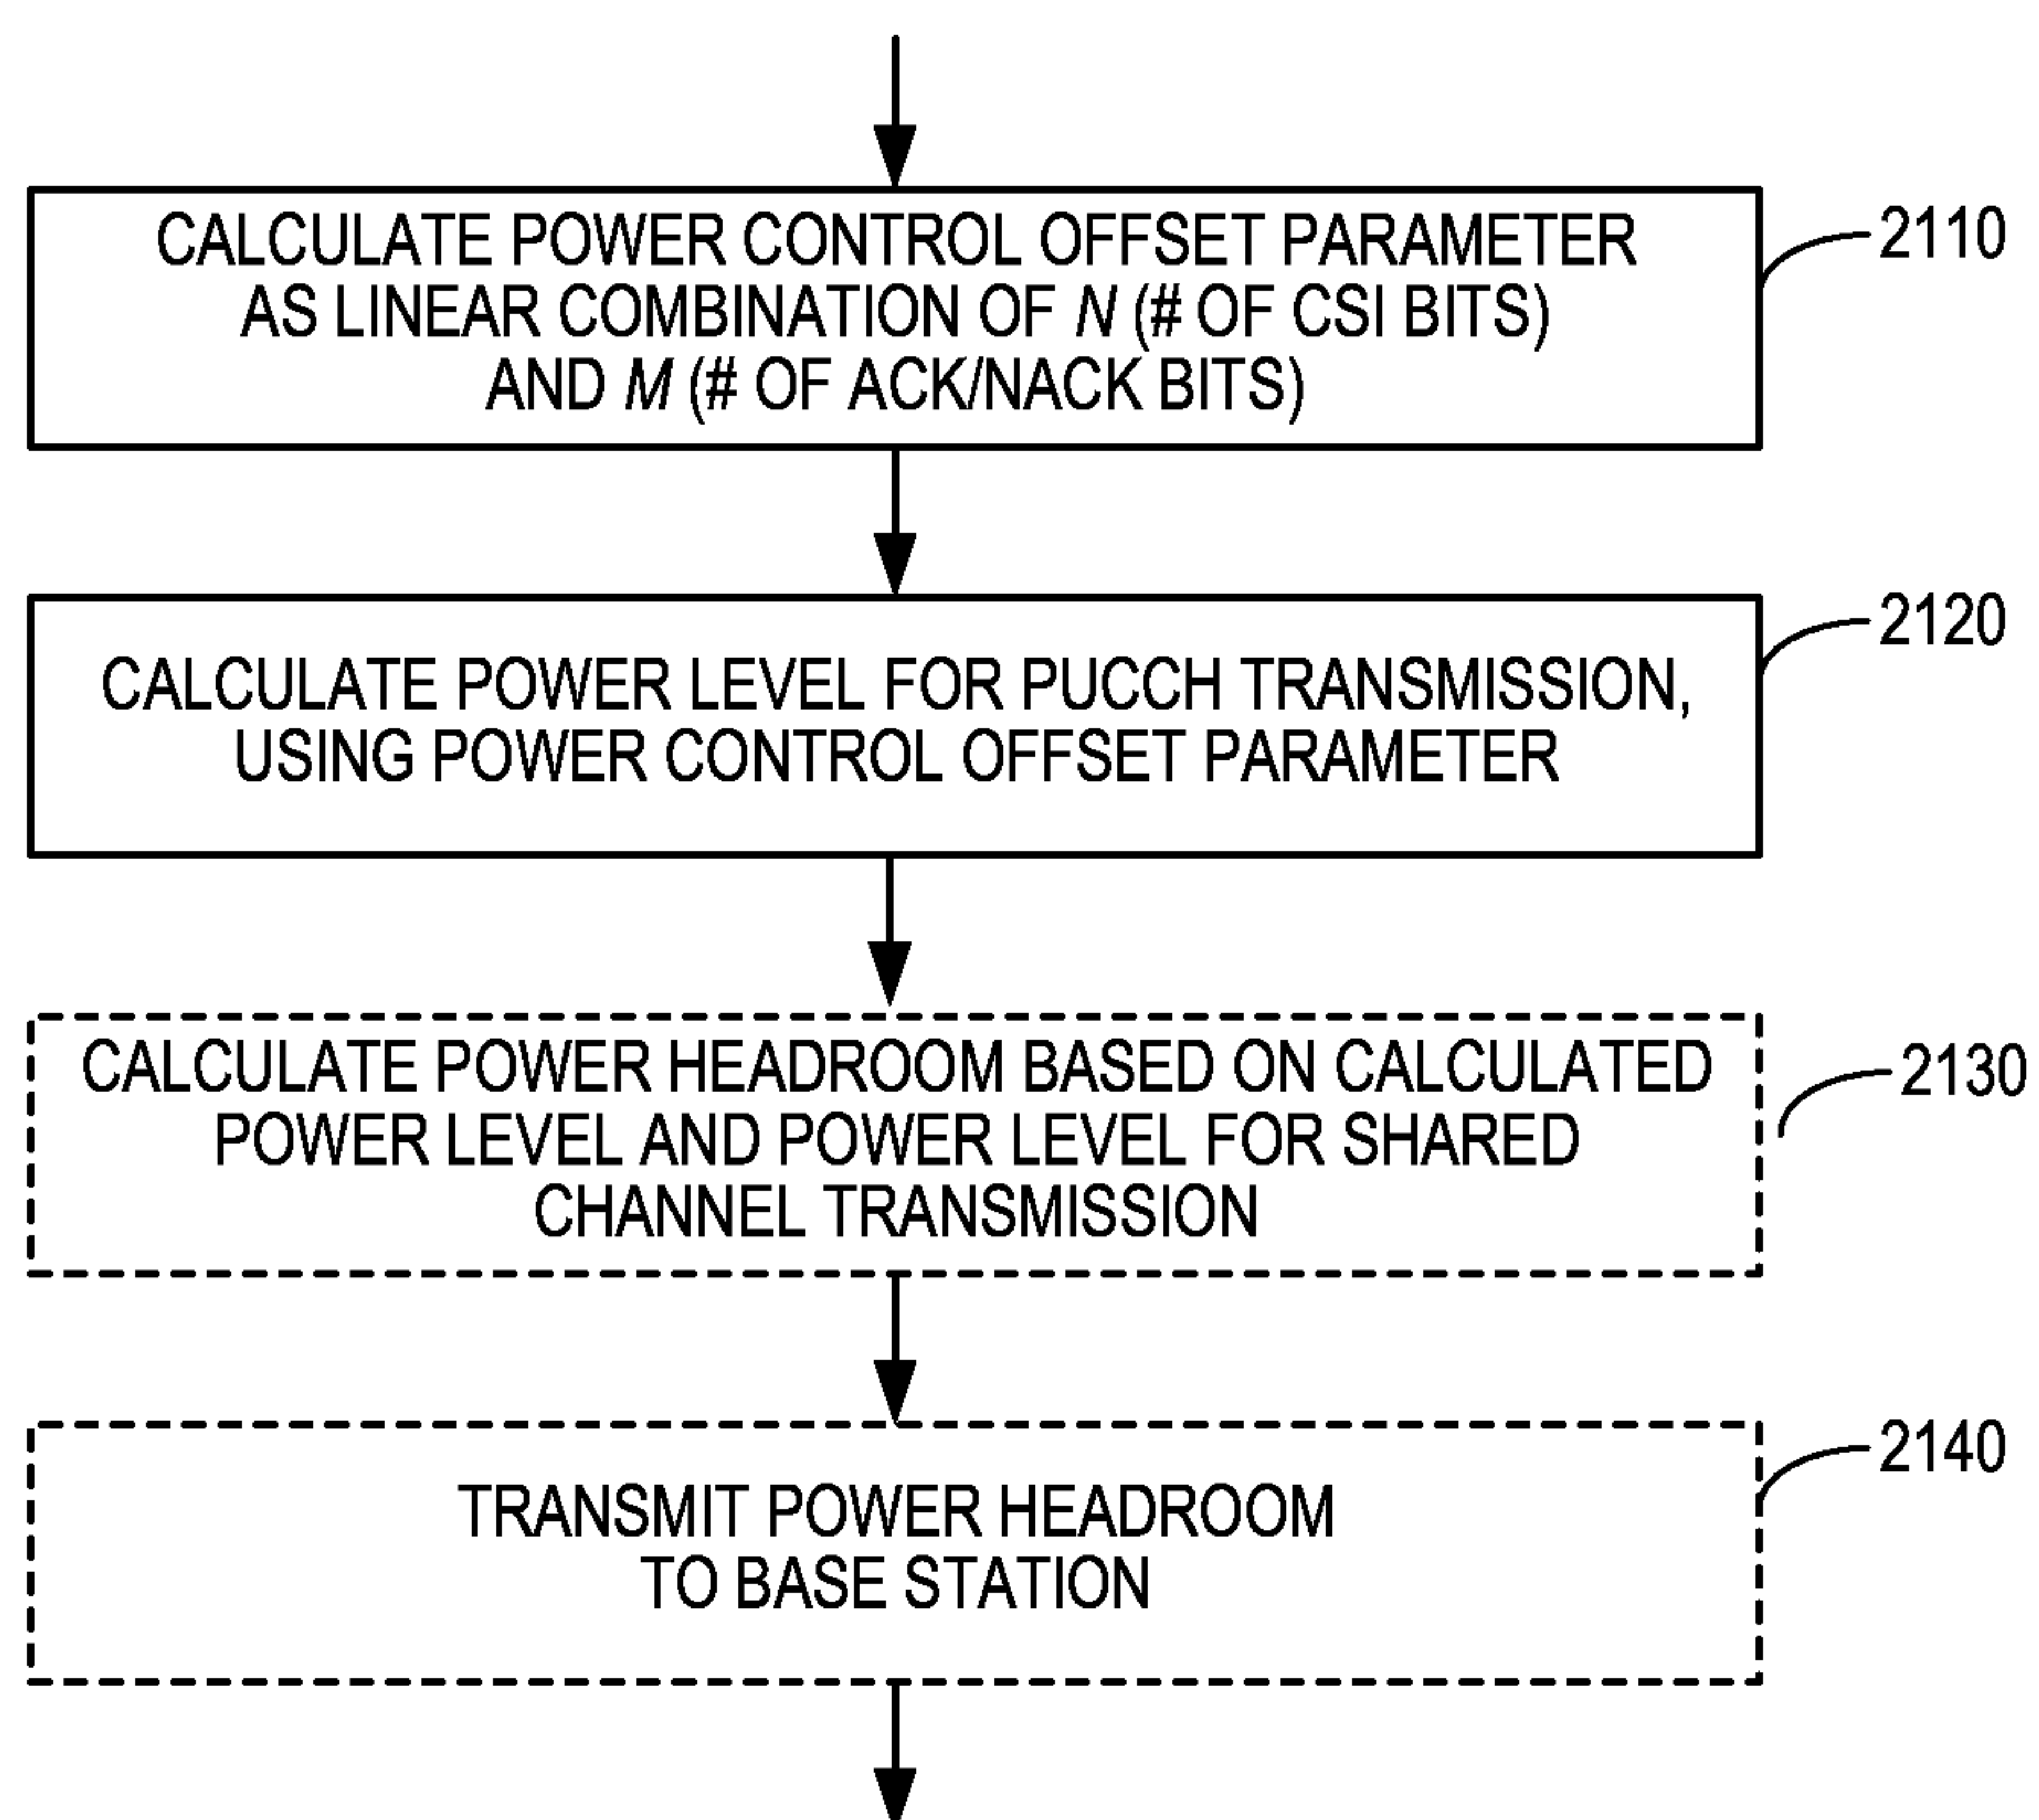 CALCULATE POWER CONTROL OFFSET PARAMETER
AS LINEAR COMBINATION OF N (# OF CSI BITS)
AND M (# OF ACK/NACK BITS)
2110
CALCULATE POWER LEVEL FOR PUCCH TRANSMISSION,
USING POWER CONTROL OFFSET PARAMETER
2120
CALCULATE POWER HEADROOM BASED ON CALCULATED
POWER LEVEL AND POWER LEVEL FOR SHARED
CHANNEL TRANSMISSION
2130
TRANSMIT POWER HEADROOM
TO BASE STATION
2140